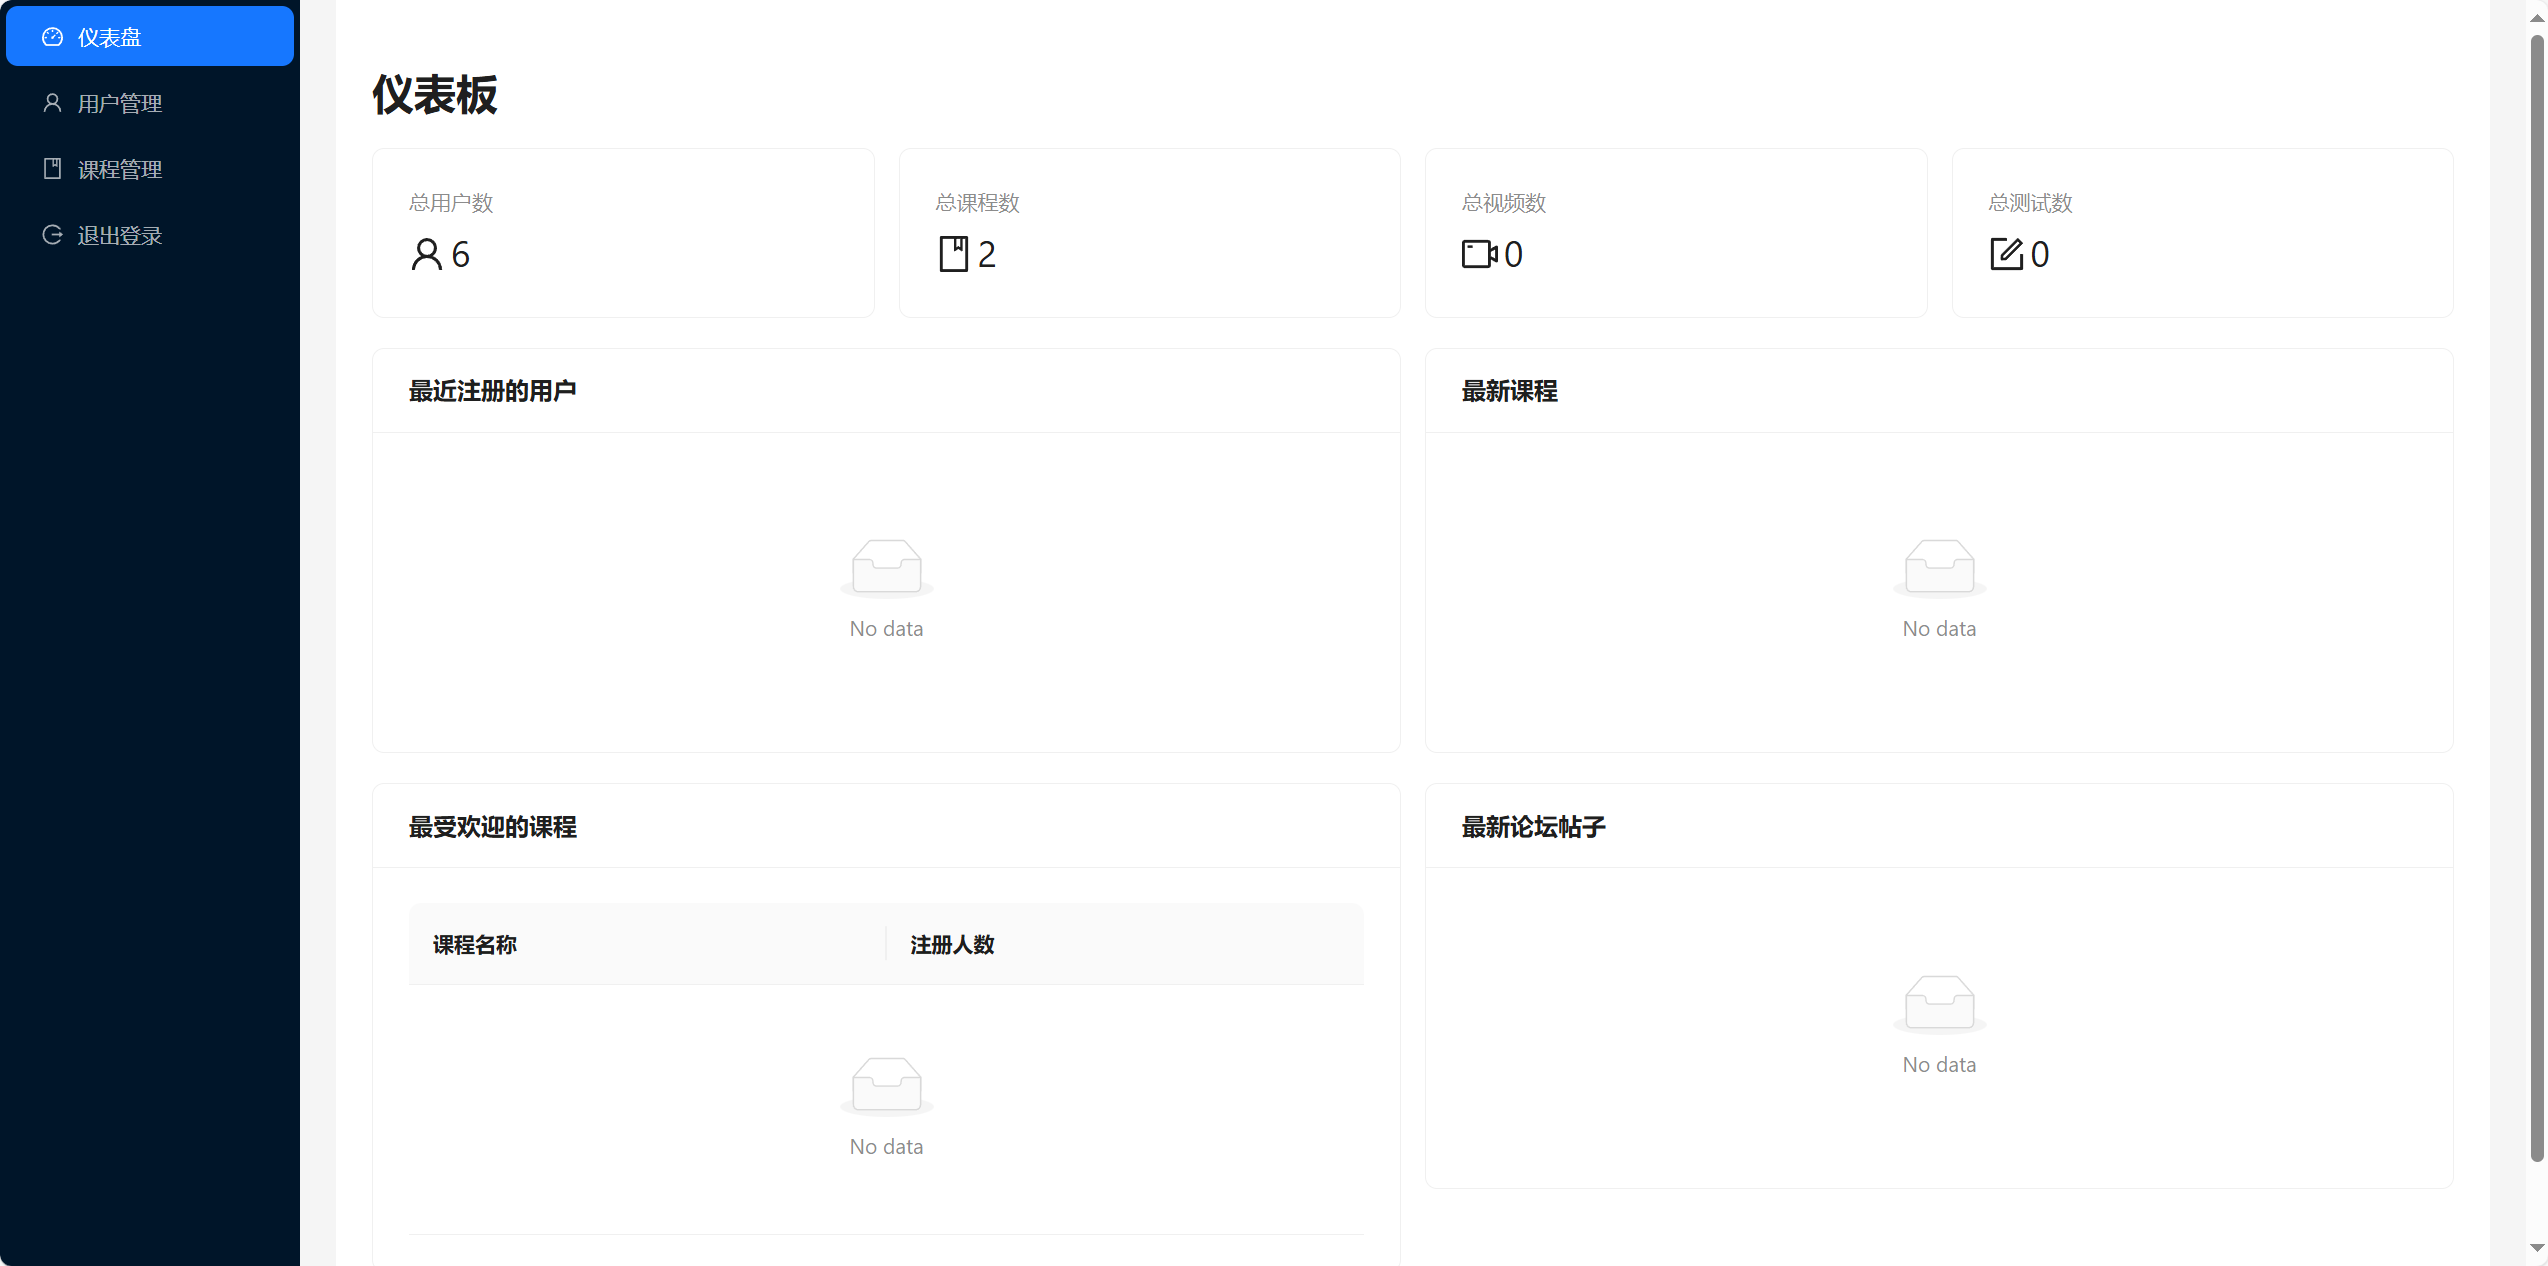 仪表盘
用户管理
课程管理
退出登录
仪表板
总用户数
6
总课程数
2
总视频数
0
总测试数
0
最近注册的用户
No data
最新课程
No data
最受欢迎的课程
课程名称
注册人数
No data
最新论坛帖子
No data